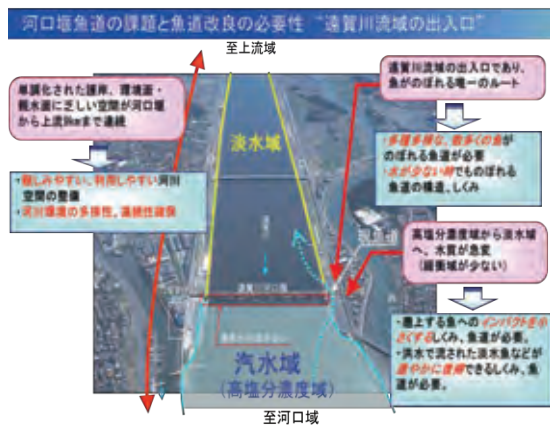 河口堰魚道の課題と魚道改良の必要性 “遠賀川流域の出入口”
至上流域
単調化された護岸、環境面・
親水面に乏しい空間が河口堰
から上流9kmまで連続
・親しみやすい、利用しやすい河川
空間の整備
・河川環境の多様性、連続性確保
淡水域
遠賀川流域の出入口であり、
魚がのぼれる唯一のルート
・多種多様な、数多くの魚が
のぼれる魚道が必要
・水が少ない時でものぼれる
魚道の構造、しくみ
高塩分濃度域から淡水域
へ、水質が急変
(緩衝域が少ない)
遠賀川河口堰
・遡上する魚へのインパクトを小
さくするしくみ、魚道が必要。
・洪水で流された淡水魚などが
速やかに復帰できるしくみ、魚
道が必要。
汽水域
(高塩分濃度域)
至河口域